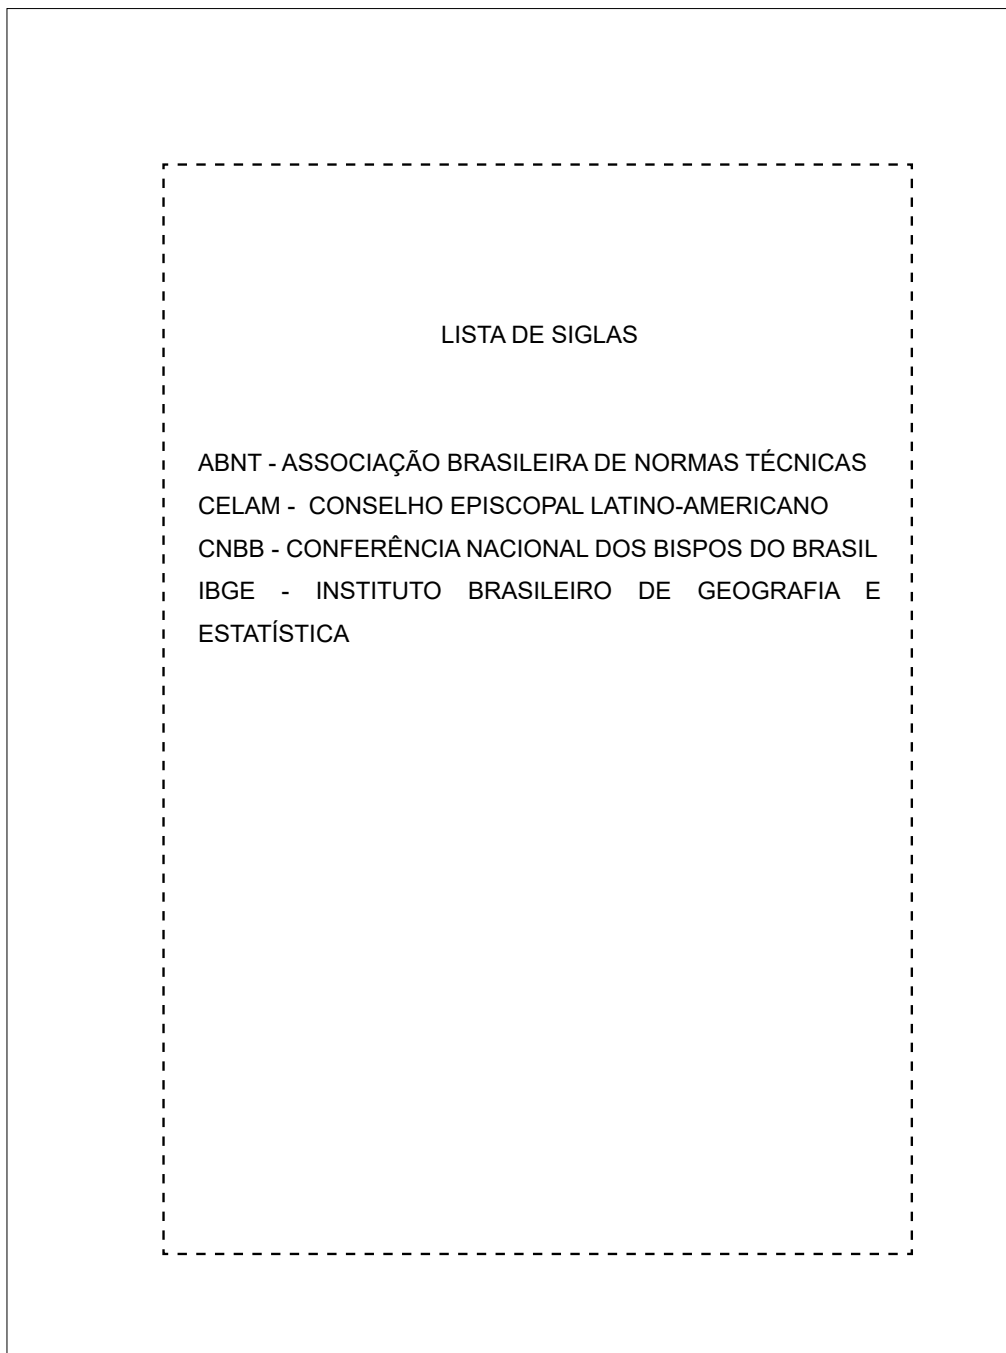 LISTA DE SIGLAS
ABNT - ASSOCIAÇÃO BRASILEIRA DE NORMAS TÉCNICAS
CELAM - CONSELHO EPISCOPAL LATINO-AMERICANO
CNBB - CONFERÊNCIA NACIONAL DOS BISPOS DO BRASIL
IBGE - INSTITUTO BRASILEIRO DE GEOGRAFIA E
ESTATÍSTICA